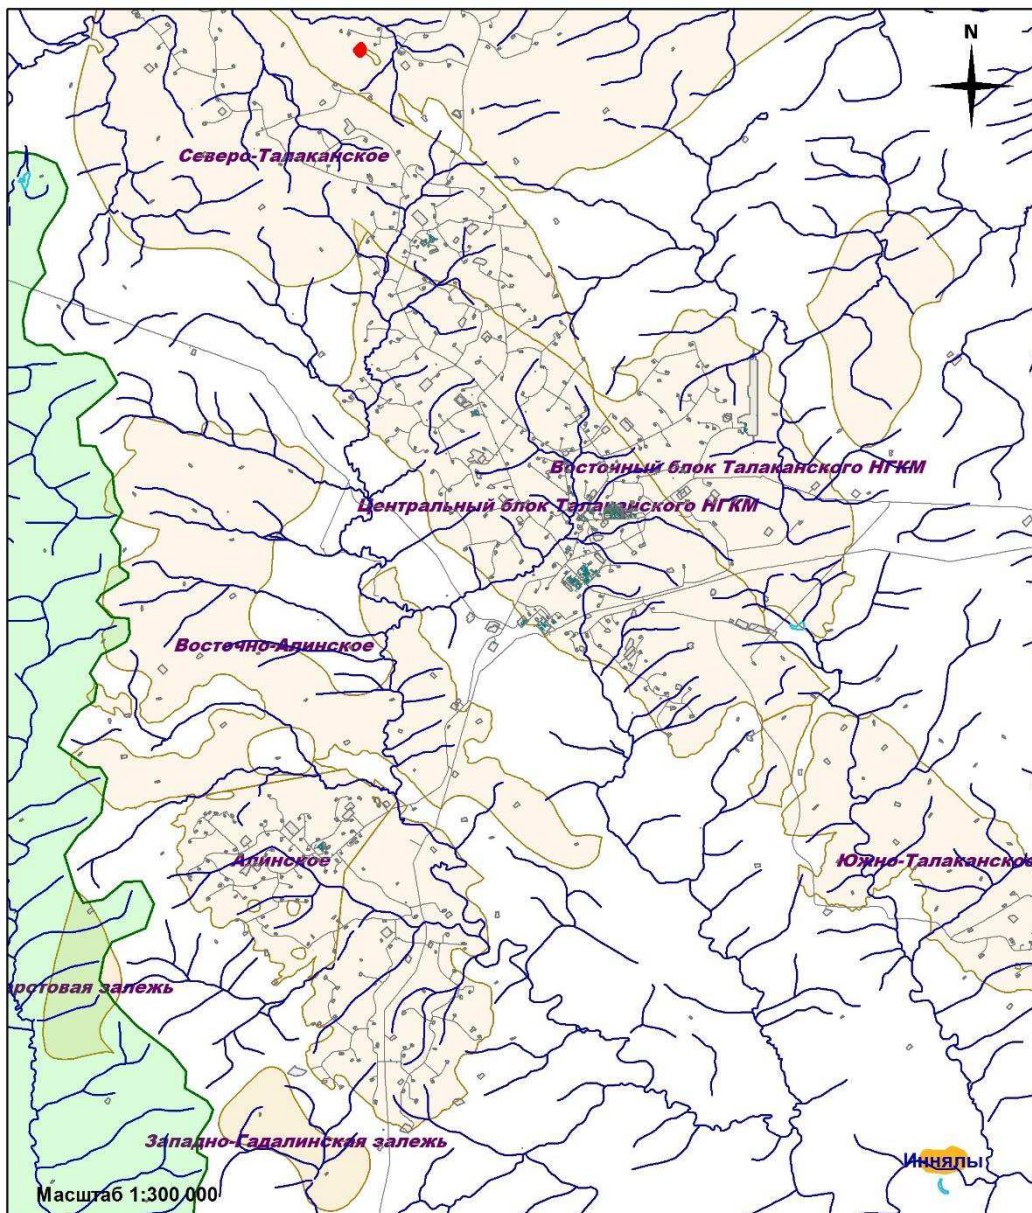 N
Северо-Талаканское
Восточный блок Талаканского НГКМ
Центральный блок Талаканского НГКМ
Восточно-Алинское
Алинское
Южно-Талаканское
рстовая залежь
Западно-Гадалинская залежь
Иннялы
Масштаб 1:300 000